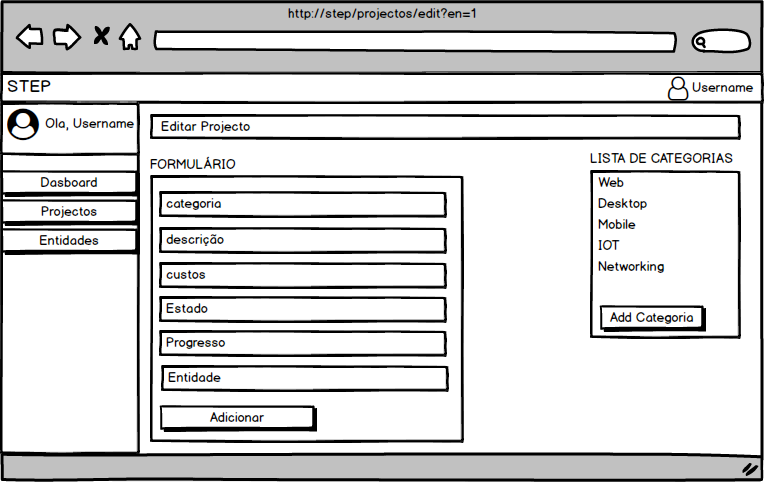 http://step/projectos/edit?en=1
STEP
Username
Ola, Username
Dasboard
Projectos
Entidades
Editar Projecto
FORMULÁRIO
categoria
descrição
custos
Estado
Progresso
Entidade
Adicionar
LISTA DE CATEGORIAS
Web
Desktop
Mobile
IOT
Networking
Add Categoria